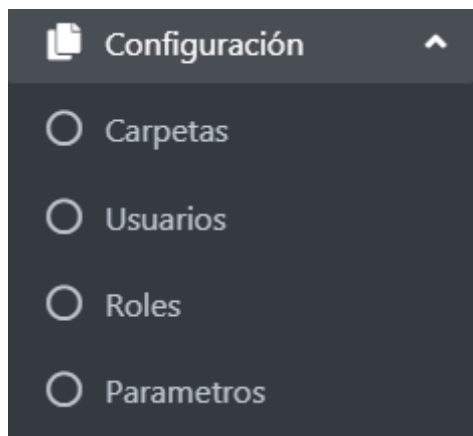 Configuración
Carpetas
Usuarios
Roles
Parametros